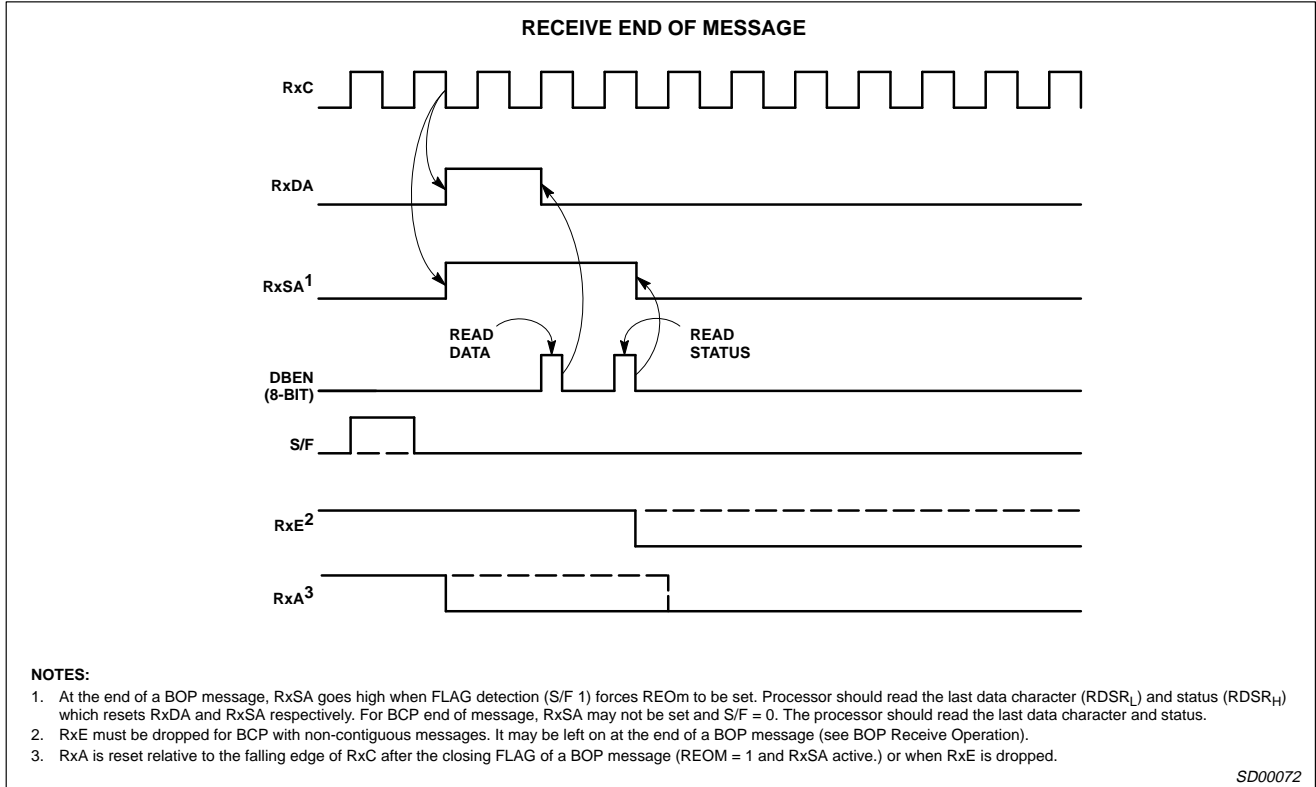 RECEIVE END OF MESSAGE
RxC
RxDA
RxSA1
READ
DATA
READ
STATUS
DBEN
(8-BIT)
S/F
RxE2
RxA3
NOTES:
1. At the end of a BOP message, RxSA goes high when FLAG detection (S/F 1) forces REOm to be set. Processor should read the last data character (RDSRL) and status (RDSRH)
which resets RxDA and RxSA respectively. For BCP end of message, RxSA may not be set and S/F = 0. The processor should read the last data character and status.
2. RxE must be dropped for BCP with non-contiguous messages. It may be left on at the end of a BOP message (see BOP Receive Operation).
3. RxA is reset relative to the falling edge of RxC after the closing FLAG of a BOP message (REOM = 1 and RxSA active.) or when RxE is dropped.
SD00072